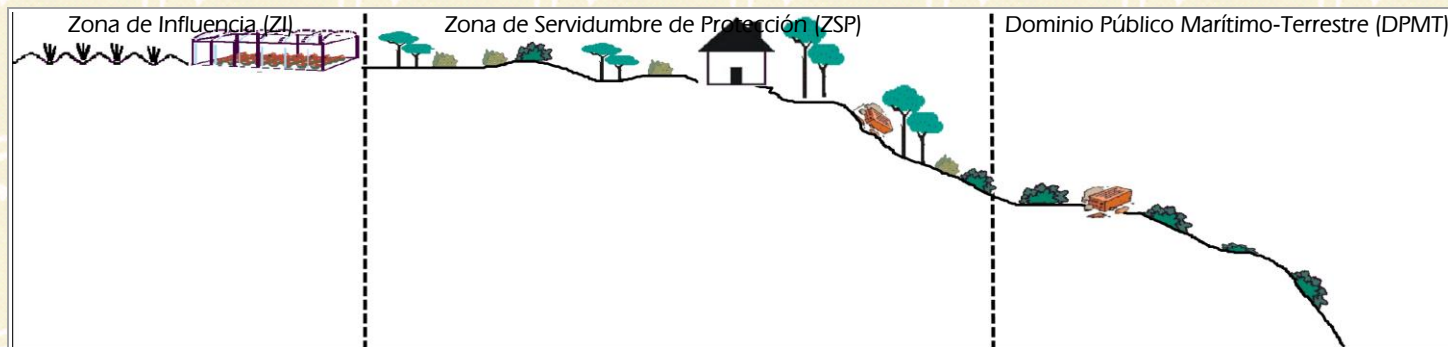 Zona de Influencia (ZI)
Zona de Servidumbre de Protección (ZSP)
Dominio Público Marítimo-Terrestre (DPMT)